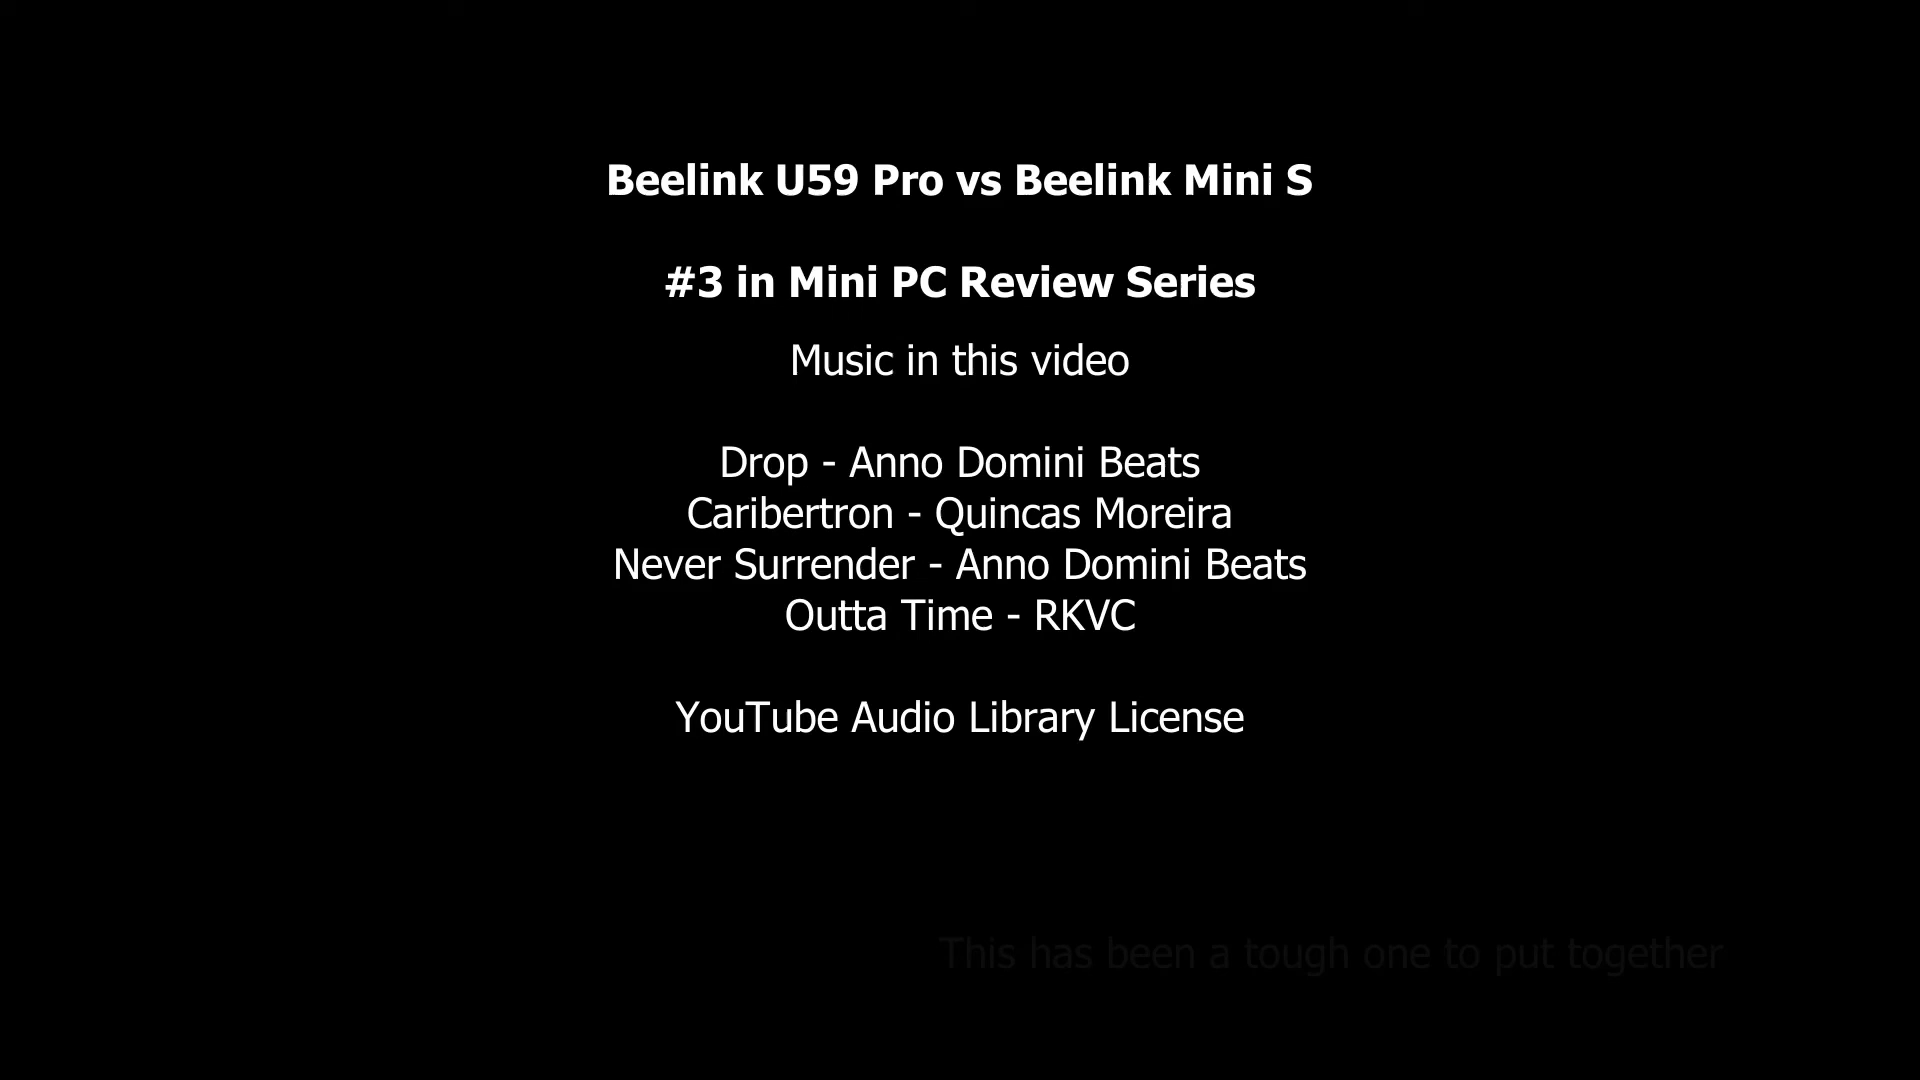 Beelink U59 Pro vs Beelink Mini S
#3 in Mini PC Review Series
Music in this video
Drop - Anno Domini Beats
Caribertron - Quincas Moreira
Never Surrender - Anno Domini Beats
Outta Time - RKVC
YouTube Audio Library License
This has been a tough one to put together